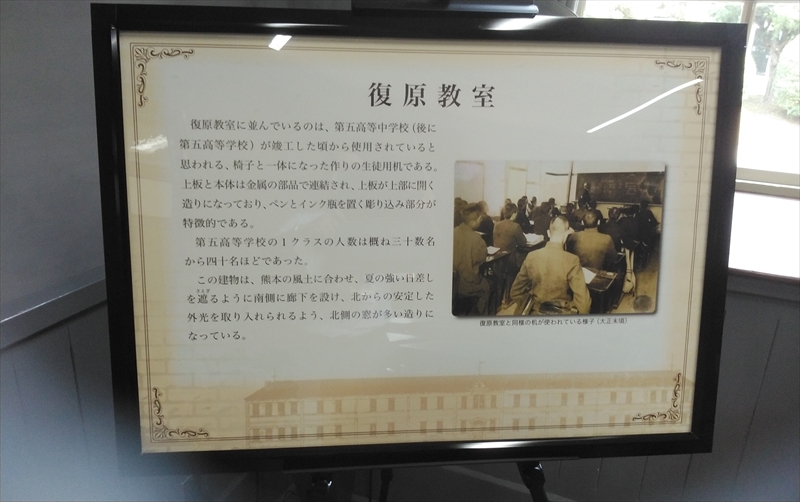 復原教室
復原教室に並んでいるのは、第五高等中学校（後に
第五高等学校）が竣工した頃から使用されていると
思われる、椅子と一体になった作りの生徒用机である。
上板と本体は金属の部品で連結され、上板が上部に開く
造りになっており、ペンとインク瓶を置く彫り込み部分が
特徴的である。
第五高等学校の１クラスの人数は概ね三十数名
から四十名ほどであった。
この建物は、熊本の風土に合わせ、夏の強い日差し
を遮るように南側に廊下を設け、北からの安定した
外光を取り入れられるよう、北側の窓が多い造りに
なっている。
復原教室と同様の机が使われている様子（大正末頃）